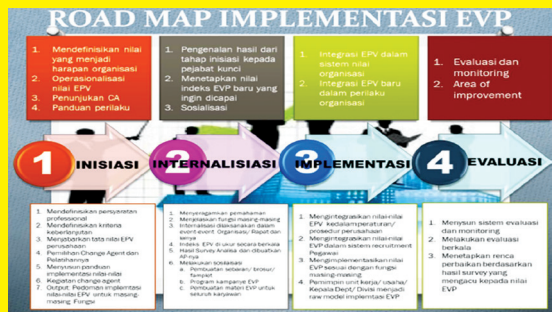 ROAD MAP IMPLEMENTASI EVP
1. Mendefinisikan nilai
yang menjadi
harapan organisasi
2. Operasionalisasi
nilai EPV
3. Penunjukan CA
4. Panduan perilaku
1. Pengenalan hasil dari
tahap inisiasi kepada
pejabat kunci
2. Menetapkan nilai
indeks EVP baru yang
ingin dicapai
3. Sosialisasi
1. Integrasi EPV dalam
sistem nilai
organisasi
2. Integrasi EPV baru
dalam perilaku
organisasi
1. Evaluasi dan
monitoring
2. Area of
improvement
1 INISIASI
2 INTERNALISIASI
3 IMPLEMENTASI
4 EVALUASI
1. Mendefinisikan persyaratan
professional
2. Mendefinisikan kriteria
keberlanjutan
3. Menjabarkan tata nilai EPV
perusahaan
4. Pemilihan Change Agent dan
Pelatihannya
5. Menyusun panduan
implementasi nilai nilai
6. Kegiatan change agent
7. Output: Pedoman implementasi
nilai-nilai EPV untuk masing-
masing Fungsi
1. Menyeragamkan pemahaman
2. Menjelaskan fungsi masing-masing
3. Internalisasi dilaksanakan dalam
event-event Organisasi/ Rapat dan
lainya
4. Indeks EPV di ukur secara berkala
5. Hasil Survey Analisa dan dibuatkan
AP nya
6. Melakukan sosialisasi
a. Pembuatan sebaran/ brosur/
famplet
b. Program kampanye EVP
c. Pembuatan materi EVP untuk
seluruh karyawan
1. Mengintegrasikan nilai-nilai
EPV kedalamperaturan/
prosedur perusahaan
2. Mengintegrasikan nilai-nilai
EVP dalam sistem recruitment
Pegawai
3. Mengimplementasikan nilai
EVP sesuai dengan fungsi
masing-masing
4. Pemimpin unit kerja/ usaha/
Kepala Dept/ Divisi menjadi
raw model implemtasi EVP
1. Menysun sistem evaluasi
dan monitoring
2. Melakukan evaluasi
berkala
3. Menetapkan renca
perbaikan berdasarkan
hasil survey yang
mengacu kepada nilai
EVP